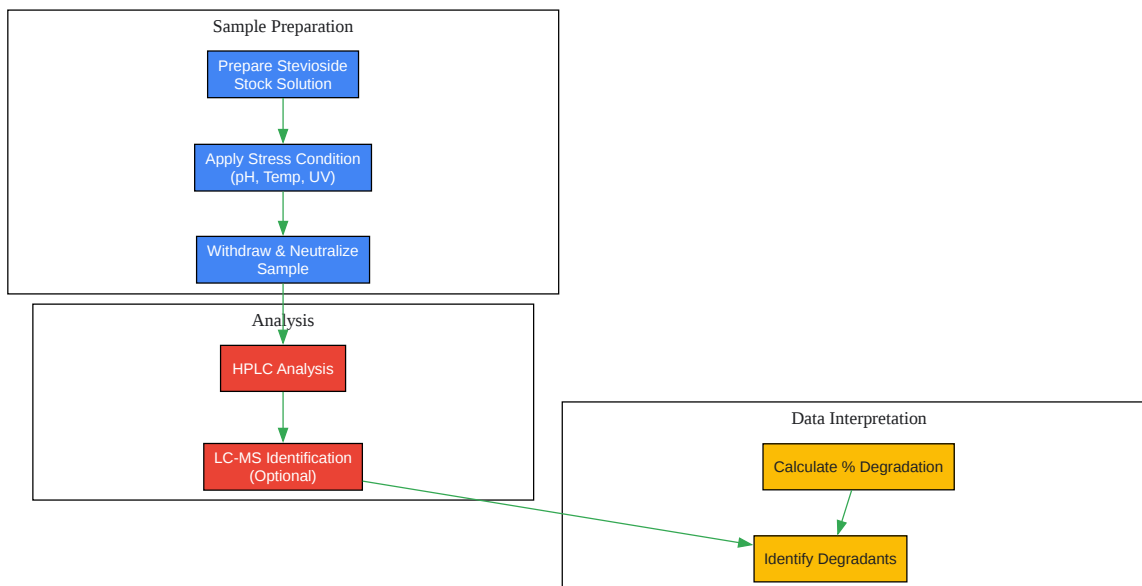 Sample Preparation
Prepare Stevioside
Stock Solution
Apply Stress Condition
(pH, Temp, UV)
Withdraw & Neutralize
Sample
Analysis
HPLC Analysis
LC-MS Identification
(Optional)
Data Interpretation
Calculate % Degradation
Identify Degradants